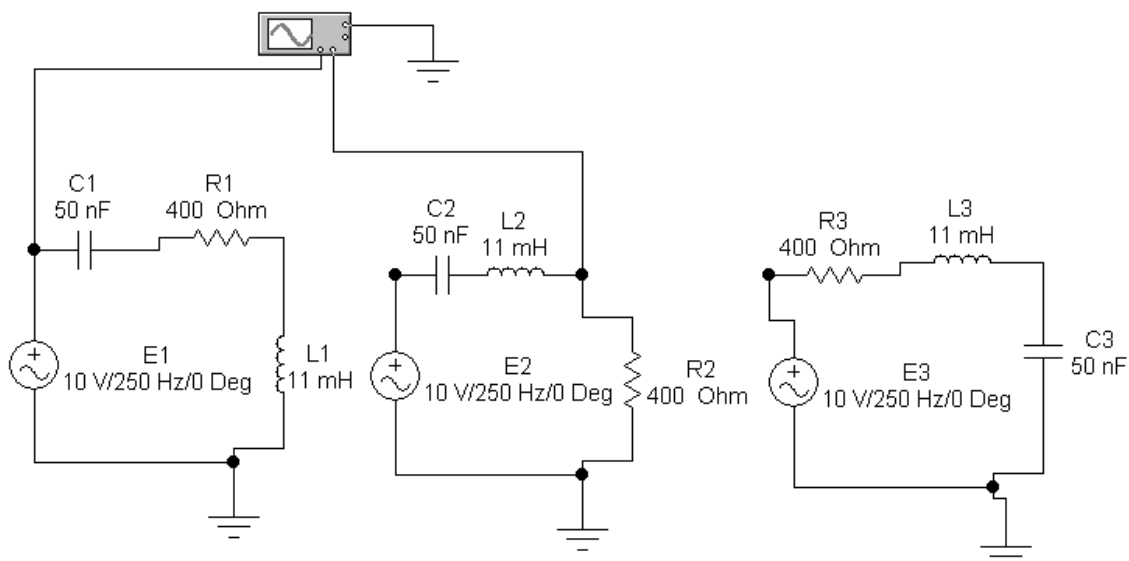 C1
50 nF
R1
400 Ohm
E1
10 V/250 Hz/0 Deg
L1
11 mH
C2
50 nF
L2
11 mH
E2
10 V/250 Hz/0 Deg
R2
400 Ohm
R3
400 Ohm
L3
11 mH
E3
10 V/250 Hz/0 Deg
C3
50 nF